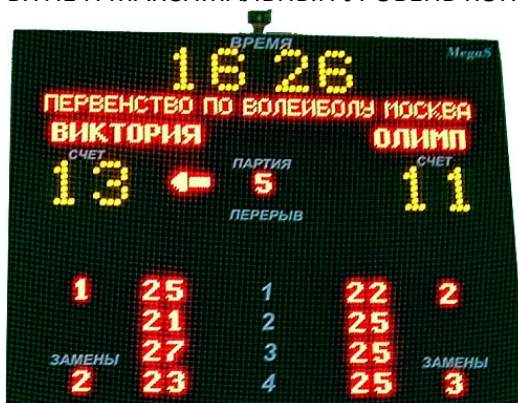 ВРЕМЯ
16 26
MegaS
ПЕРВЕНСТВО ПО ВОЛЕЙБОЛУ МОСКВА
ВИКТОРИЯ ОЛИМП
СЧЕТ ПАРТИЯ СЧЕТ
13 5 11
ПЕРЕРЫВ
1 25 1 22 2
21 2 25
27 3 25
ЗАМЕНЫ ЗАМЕНЫ
2 23 4 25 3